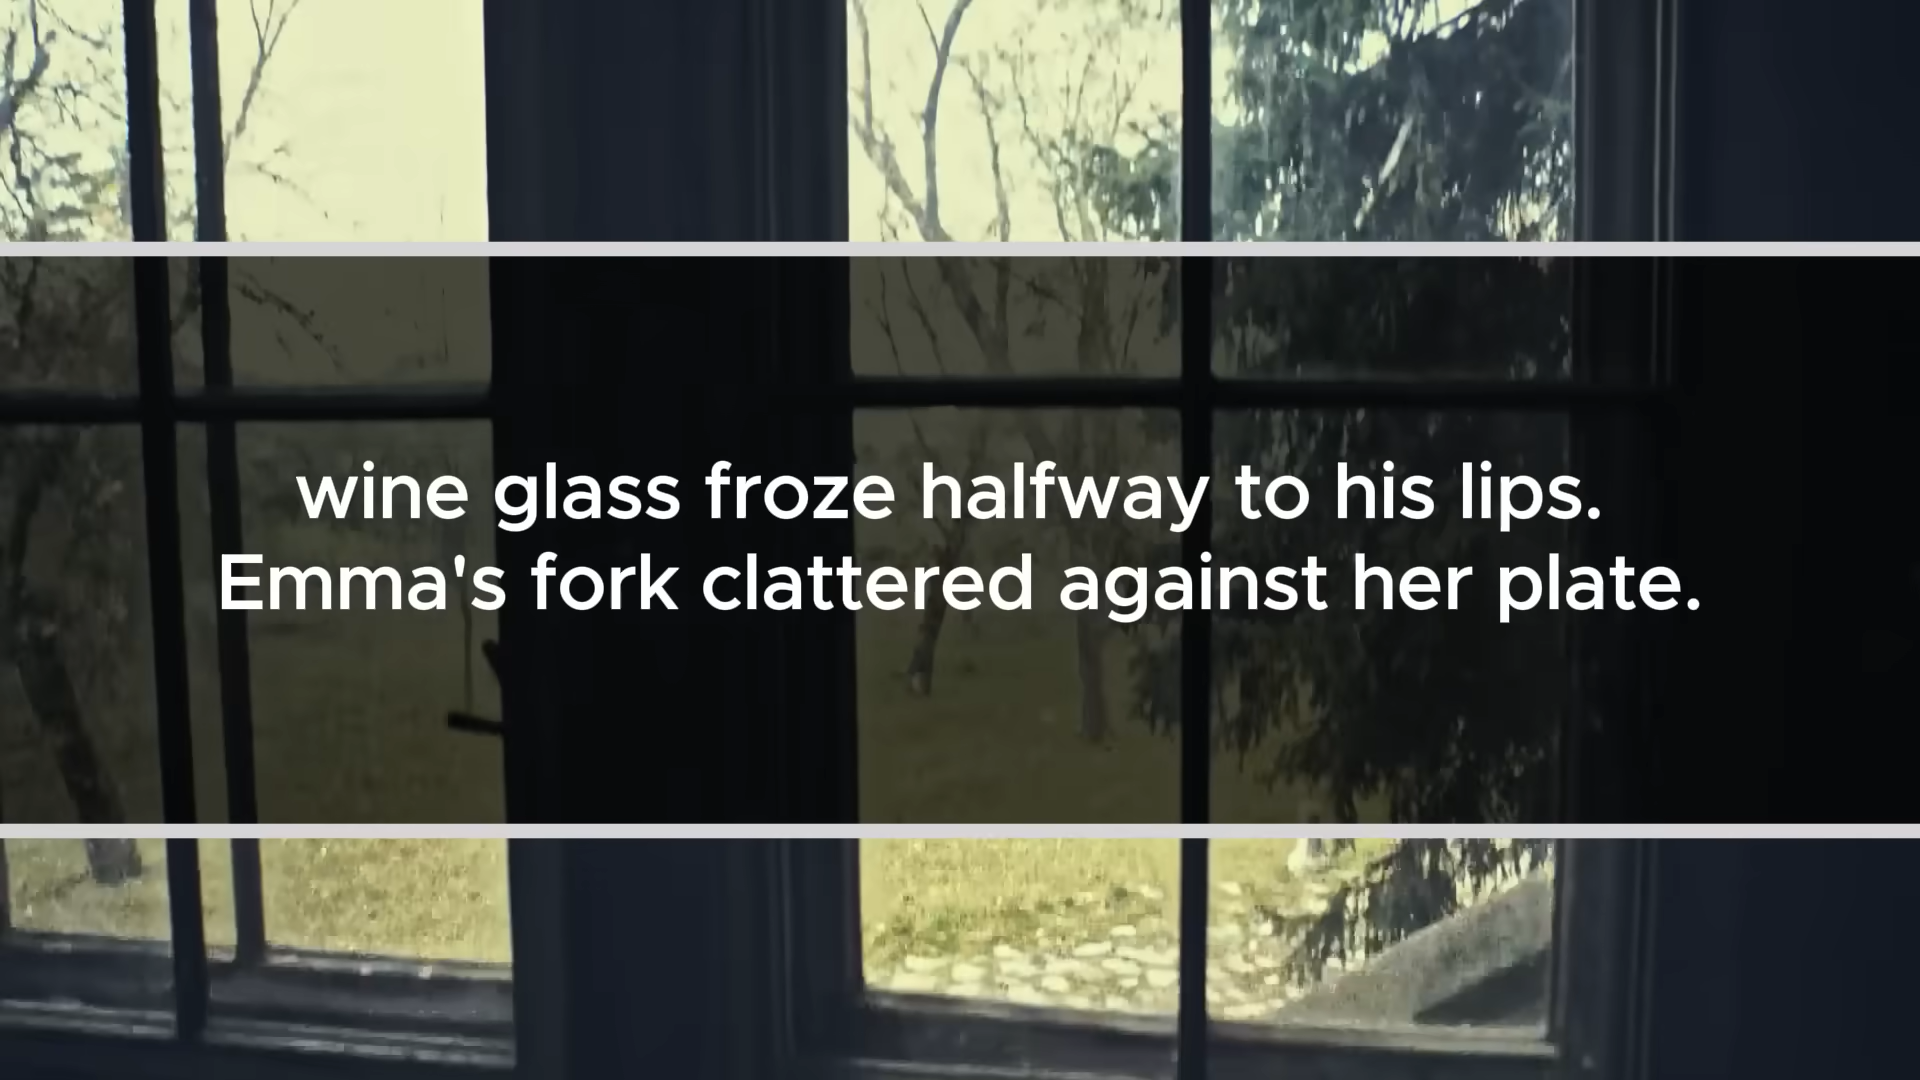 wine glass froze halfway to his lips.
Emma's fork clattered against her plate.